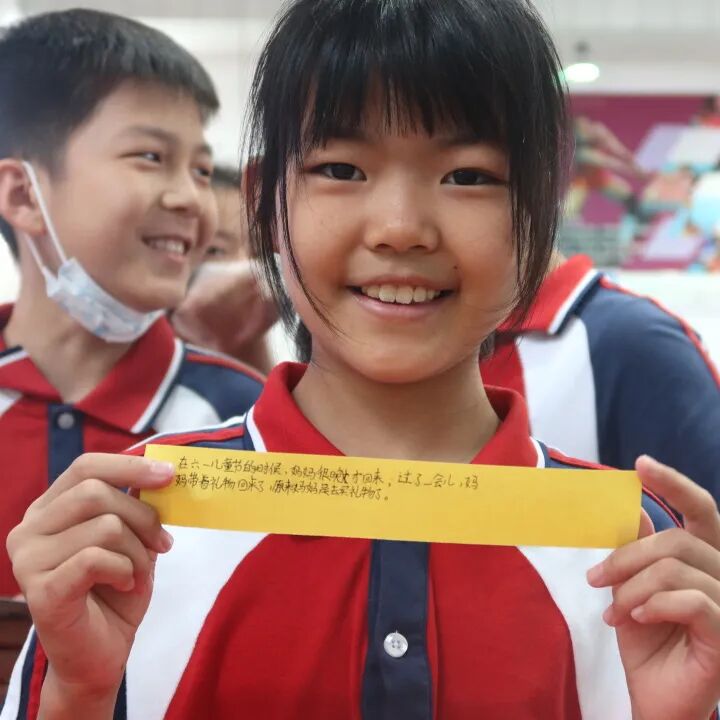 在六一儿童节的时候，妈妈很晚才回来，过了一会儿，妈
妈带着礼物回来了，原来妈妈是去买礼物了。